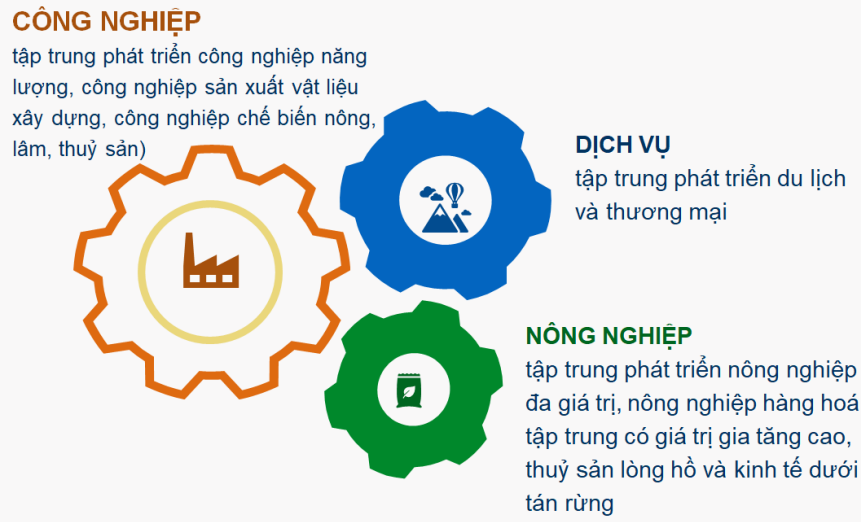 CÔNG NGHIỆP
tập trung phát triển công nghiệp năng
lượng, công nghiệp sản xuất vật liệu
xây dựng, công nghiệp chế biến nông,
lâm, thuỷ sản)
DỊCH VỤ
tập trung phát triển du lịch
và thương mại
NÔNG NGHIỆP
tập trung phát triển nông nghiệp
đa giá trị, nông nghiệp hàng hoá
tập trung có giá trị gia tăng cao,
thuỷ sản lòng hồ và kinh tế dưới
tán rừng